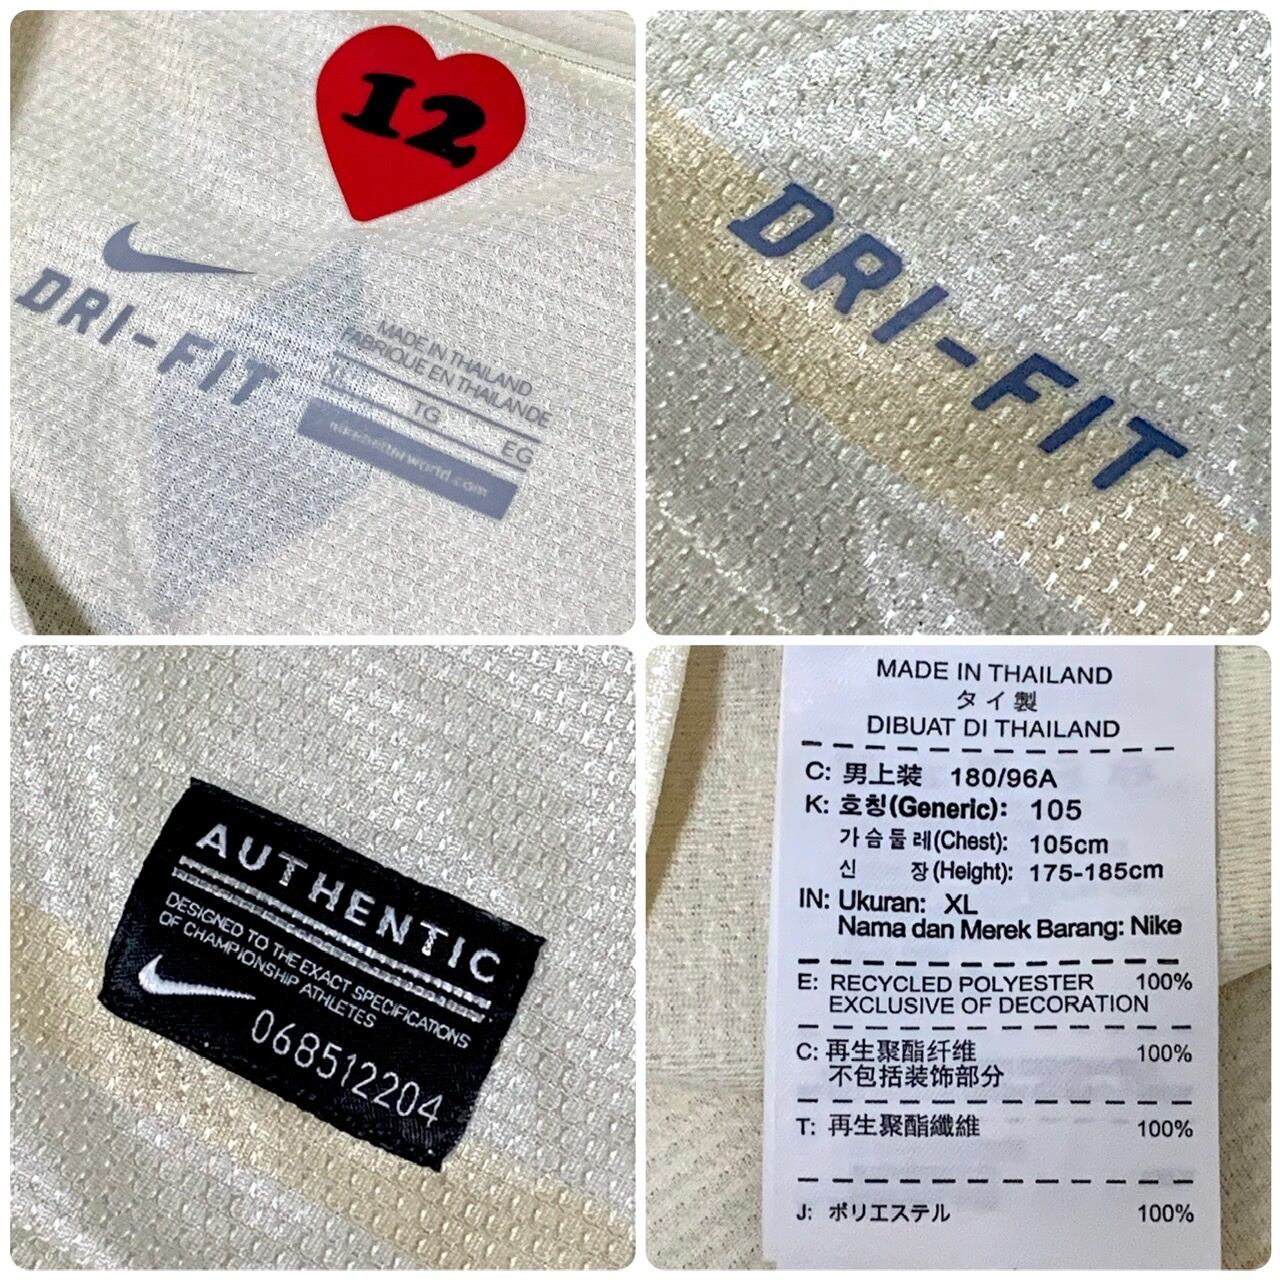 12
DRI-FIT
MADE IN THAILAND
FABRIQUE EN THAILANDE
XL
TG
EG
nikebetterworld.com
DRI-FIT
AUTHENTIC
DESIGNED TO THE EXACT SPECIFICATIONS
OF CHAMPIONSHIP ATHLETES
068512204
MADE IN THAILAND
タイ製
DIBUAT DI THAILAND
C: 男上装 180/96A
K: 호칭(Generic): 105
가슴둘레(Chest): 105cm
신 장(Height): 175-185cm
IN: Ukuran: XL
Nama dan Merek Barang: Nike
E: RECYCLED POLYESTER 100%
EXCLUSIVE OF DECORATION
C: 再生聚酯纤维 100%
不包括装饰部分
T: 再生聚酯纖維 100%
J: ポリエステル 100%